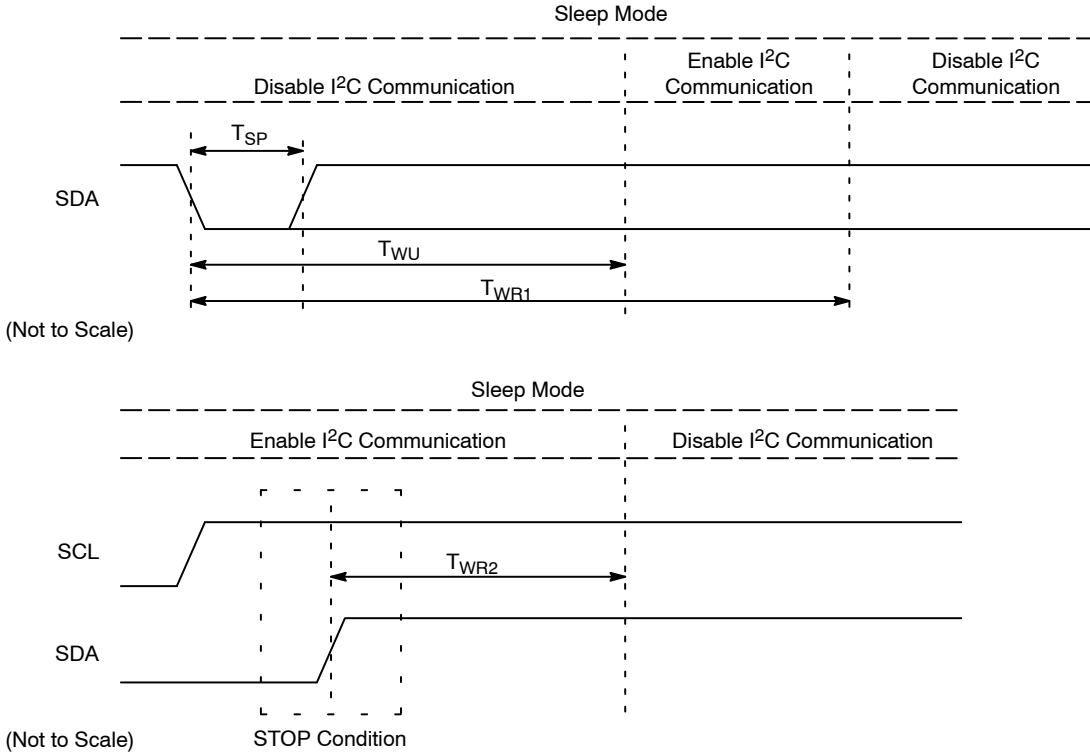 Sleep Mode
Enable I²C
Communication
Disable I²C
Communication
Disable I²C Communication
TSP
SDA
TWU
TWR1
(Not to Scale)
Sleep Mode
Enable I²C Communication
Disable I²C Communication
SCL
TWR2
SDA
(Not to Scale)
STOP Condition